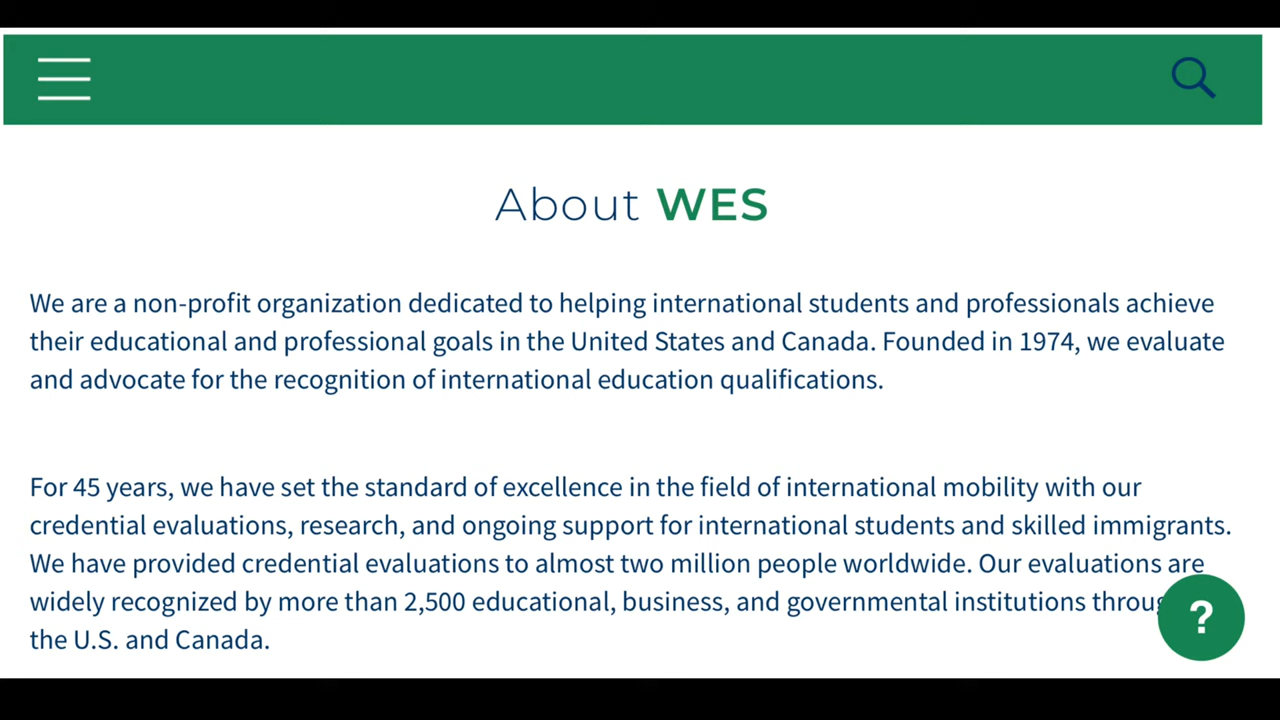 About WES
We are a non-profit organization dedicated to helping international students and professionals achieve
their educational and professional goals in the United States and Canada. Founded in 1974, we evaluate
and advocate for the recognition of international education qualifications.
For 45 years, we have set the standard of excellence in the field of international mobility with our
credential evaluations, research, and ongoing support for international students and skilled immigrants.
We have provided credential evaluations to almost two million people worldwide. Our evaluations are
widely recognized by more than 2,500 educational, business, and governmental institutions
the U.S. and Canada.
?